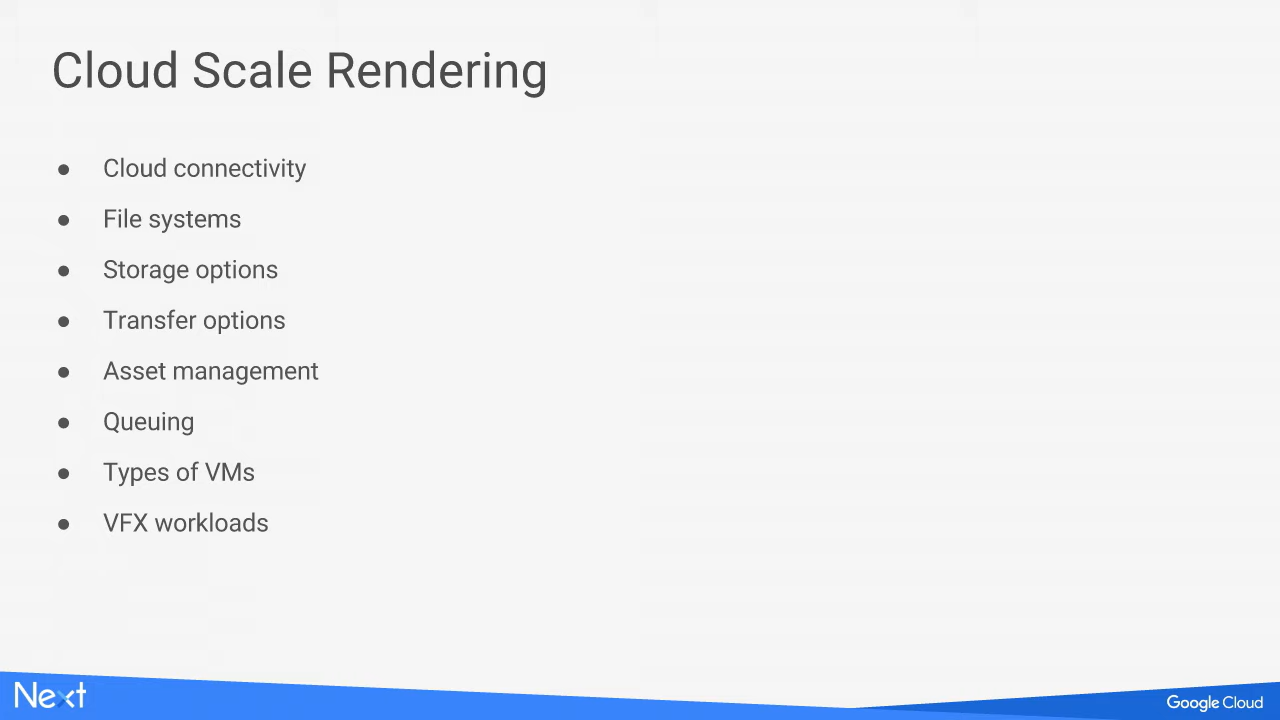 Cloud Scale Rendering
● Cloud connectivity
● File systems
● Storage options
● Transfer options
● Asset management
● Queuing
● Types of VMs
● VFX workloads
Next
Google Cloud